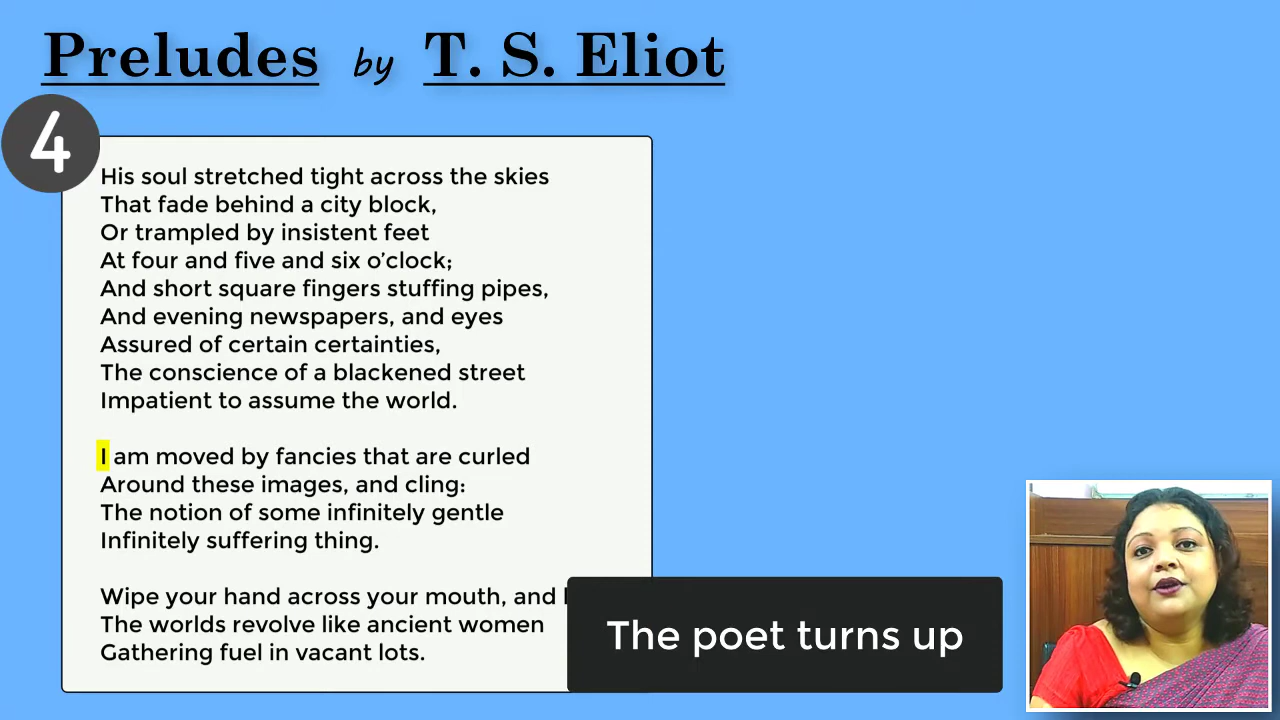 Preludes by T. S. Eliot
4
His soul stretched tight across the skies
That fade behind a city block,
Or trampled by insistent feet
At four and five and six o’clock;
And short square fingers stuffing pipes,
And evening newspapers, and eyes
Assured of certain certainties,
The conscience of a blackened street
Impatient to assume the world.
I am moved by fancies that are curled
Around these images, and cling:
The notion of some infinitely gentle
Infinitely suffering thing.
Wipe your hand across your mouth, and
The worlds revolve like ancient women
Gathering fuel in vacant lots.
The poet turns up